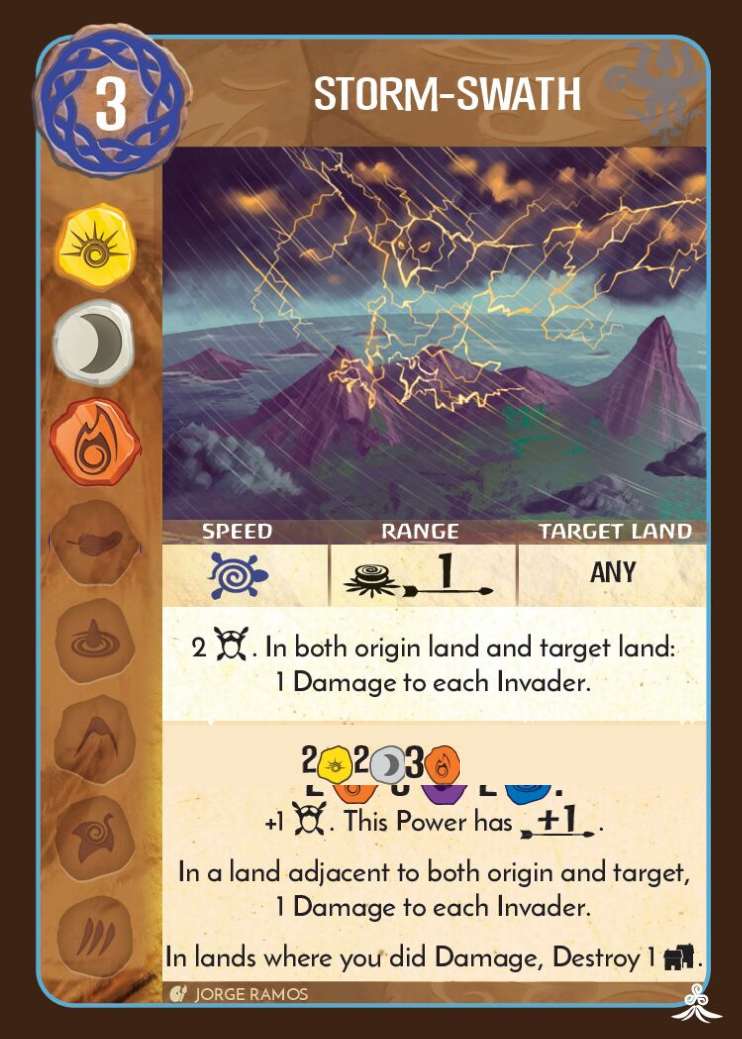 3
STORM-SWATH
SPEED RANGE TARGET LAND
1 ANY
2 . In both origin land and target land:
1 Damage to each Invader.
2 2 3
+1 . This Power has +1 .
In a land adjacent to both origin and target,
1 Damage to each Invader.
In lands where you did Damage, Destroy 1 .
JORGE RAMOS